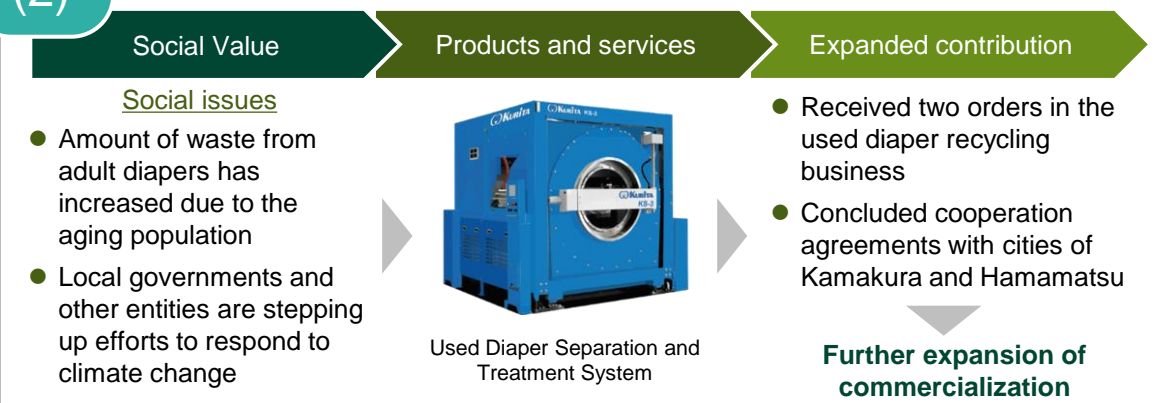 (2)
Social Value
Products and services
Expanded contribution
Social issues
● Amount of waste from
adult diapers has
increased due to the
aging population
● Local governments and
other entities are stepping
up efforts to respond to
climate change
KURITA
KURITA KS-3
KURITA
KS-3
Used Diaper Separation and
Treatment System
● Received two orders in the
used diaper recycling
business
● Concluded cooperation
agreements with cities of
Kamakura and Hamamatsu
Further expansion of
commercialization